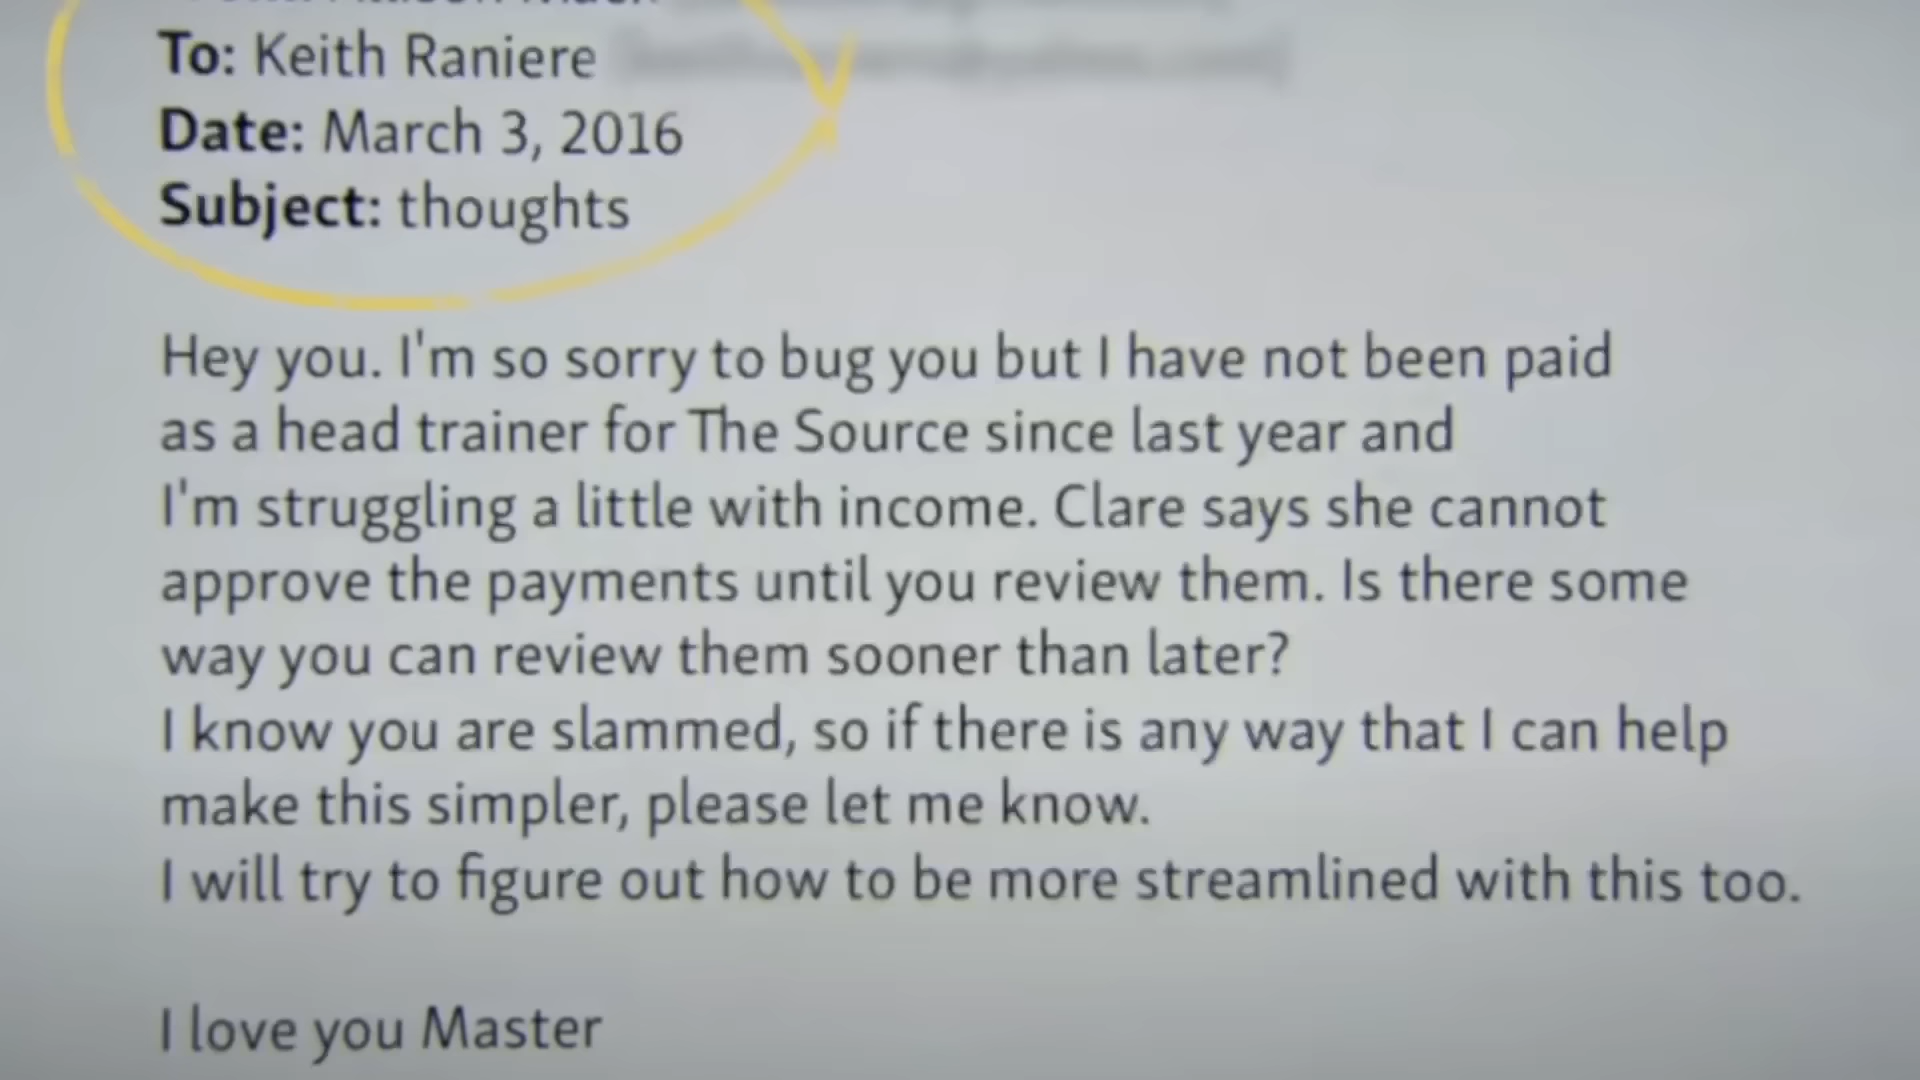 To: Keith Raniere
Date: March 3, 2016
Subject: thoughts
Hey you. I'm so sorry to bug you but I have not been paid
as a head trainer for The Source since last year and
I'm struggling a little with income. Clare says she cannot
approve the payments until you review them. Is there some
way you can review them sooner than later?
I know you are slammed, so if there is any way that I can help
make this simpler, please let me know.
I will try to figure out how to be more streamlined with this too.
I love you Master